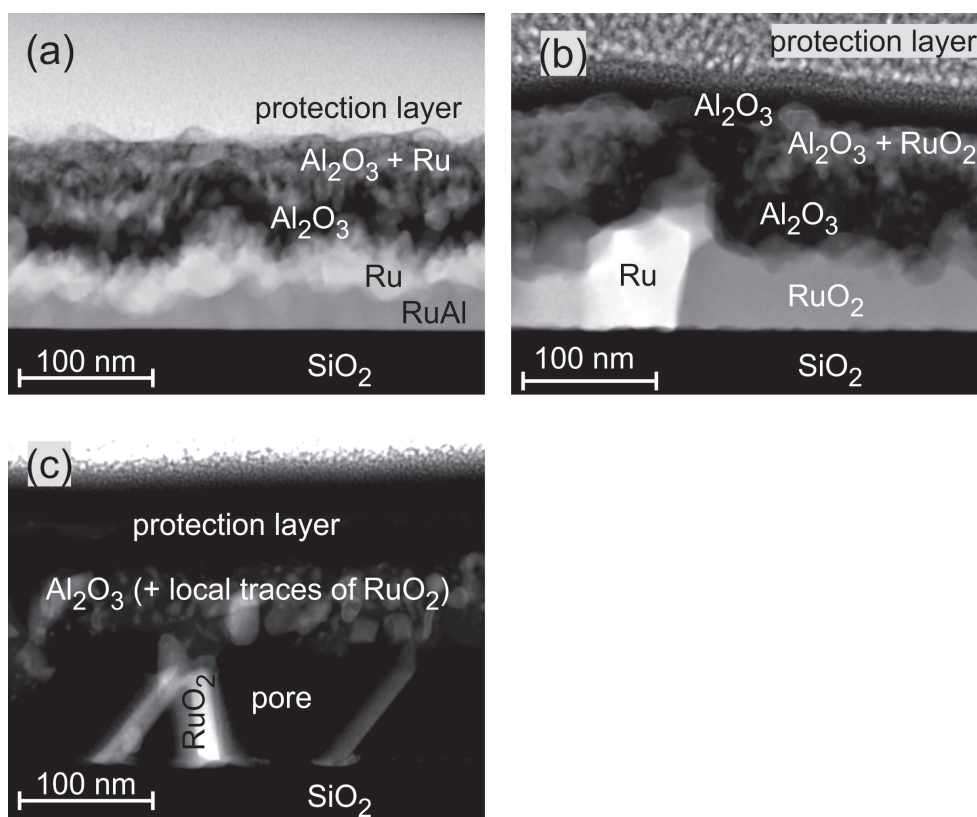 (a)
protection layer
Al₂O₃ + Ru
Al₂O₃
Ru
RuAl
100 nm
SiO₂
(b)
protection layer
Al₂O₃
Al₂O₃ + RuO₂
Al₂O₃
Ru
RuO₂
100 nm
SiO₂
(c)
protection layer
Al₂O₃ (+ local traces of RuO₂)
RuO₂
pore
100 nm
SiO₂